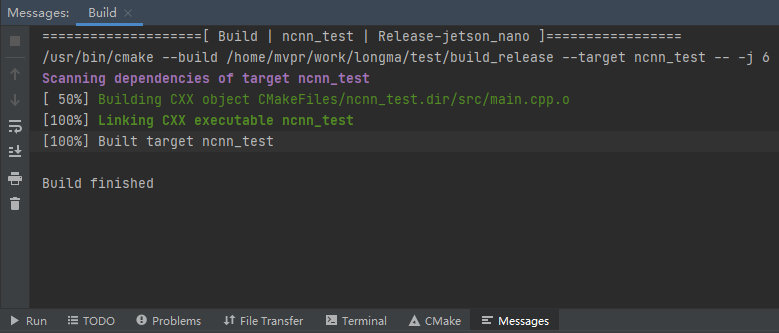 Messages: Build ×
====================[ Build | ncnn_test | Release-jetson_nano ]=================
/usr/bin/cmake --build /home/mvpr/work/longma/test/build_release --target ncnn_test -- -j 6
Scanning dependencies of target ncnn_test
[ 50%] Building CXX object CMakeFiles/ncnn_test.dir/src/main.cpp.o
[100%] Linking CXX executable ncnn_test
[100%] Built target ncnn_test
Build finished
Run TODO Problems File Transfer Terminal CMake Messages